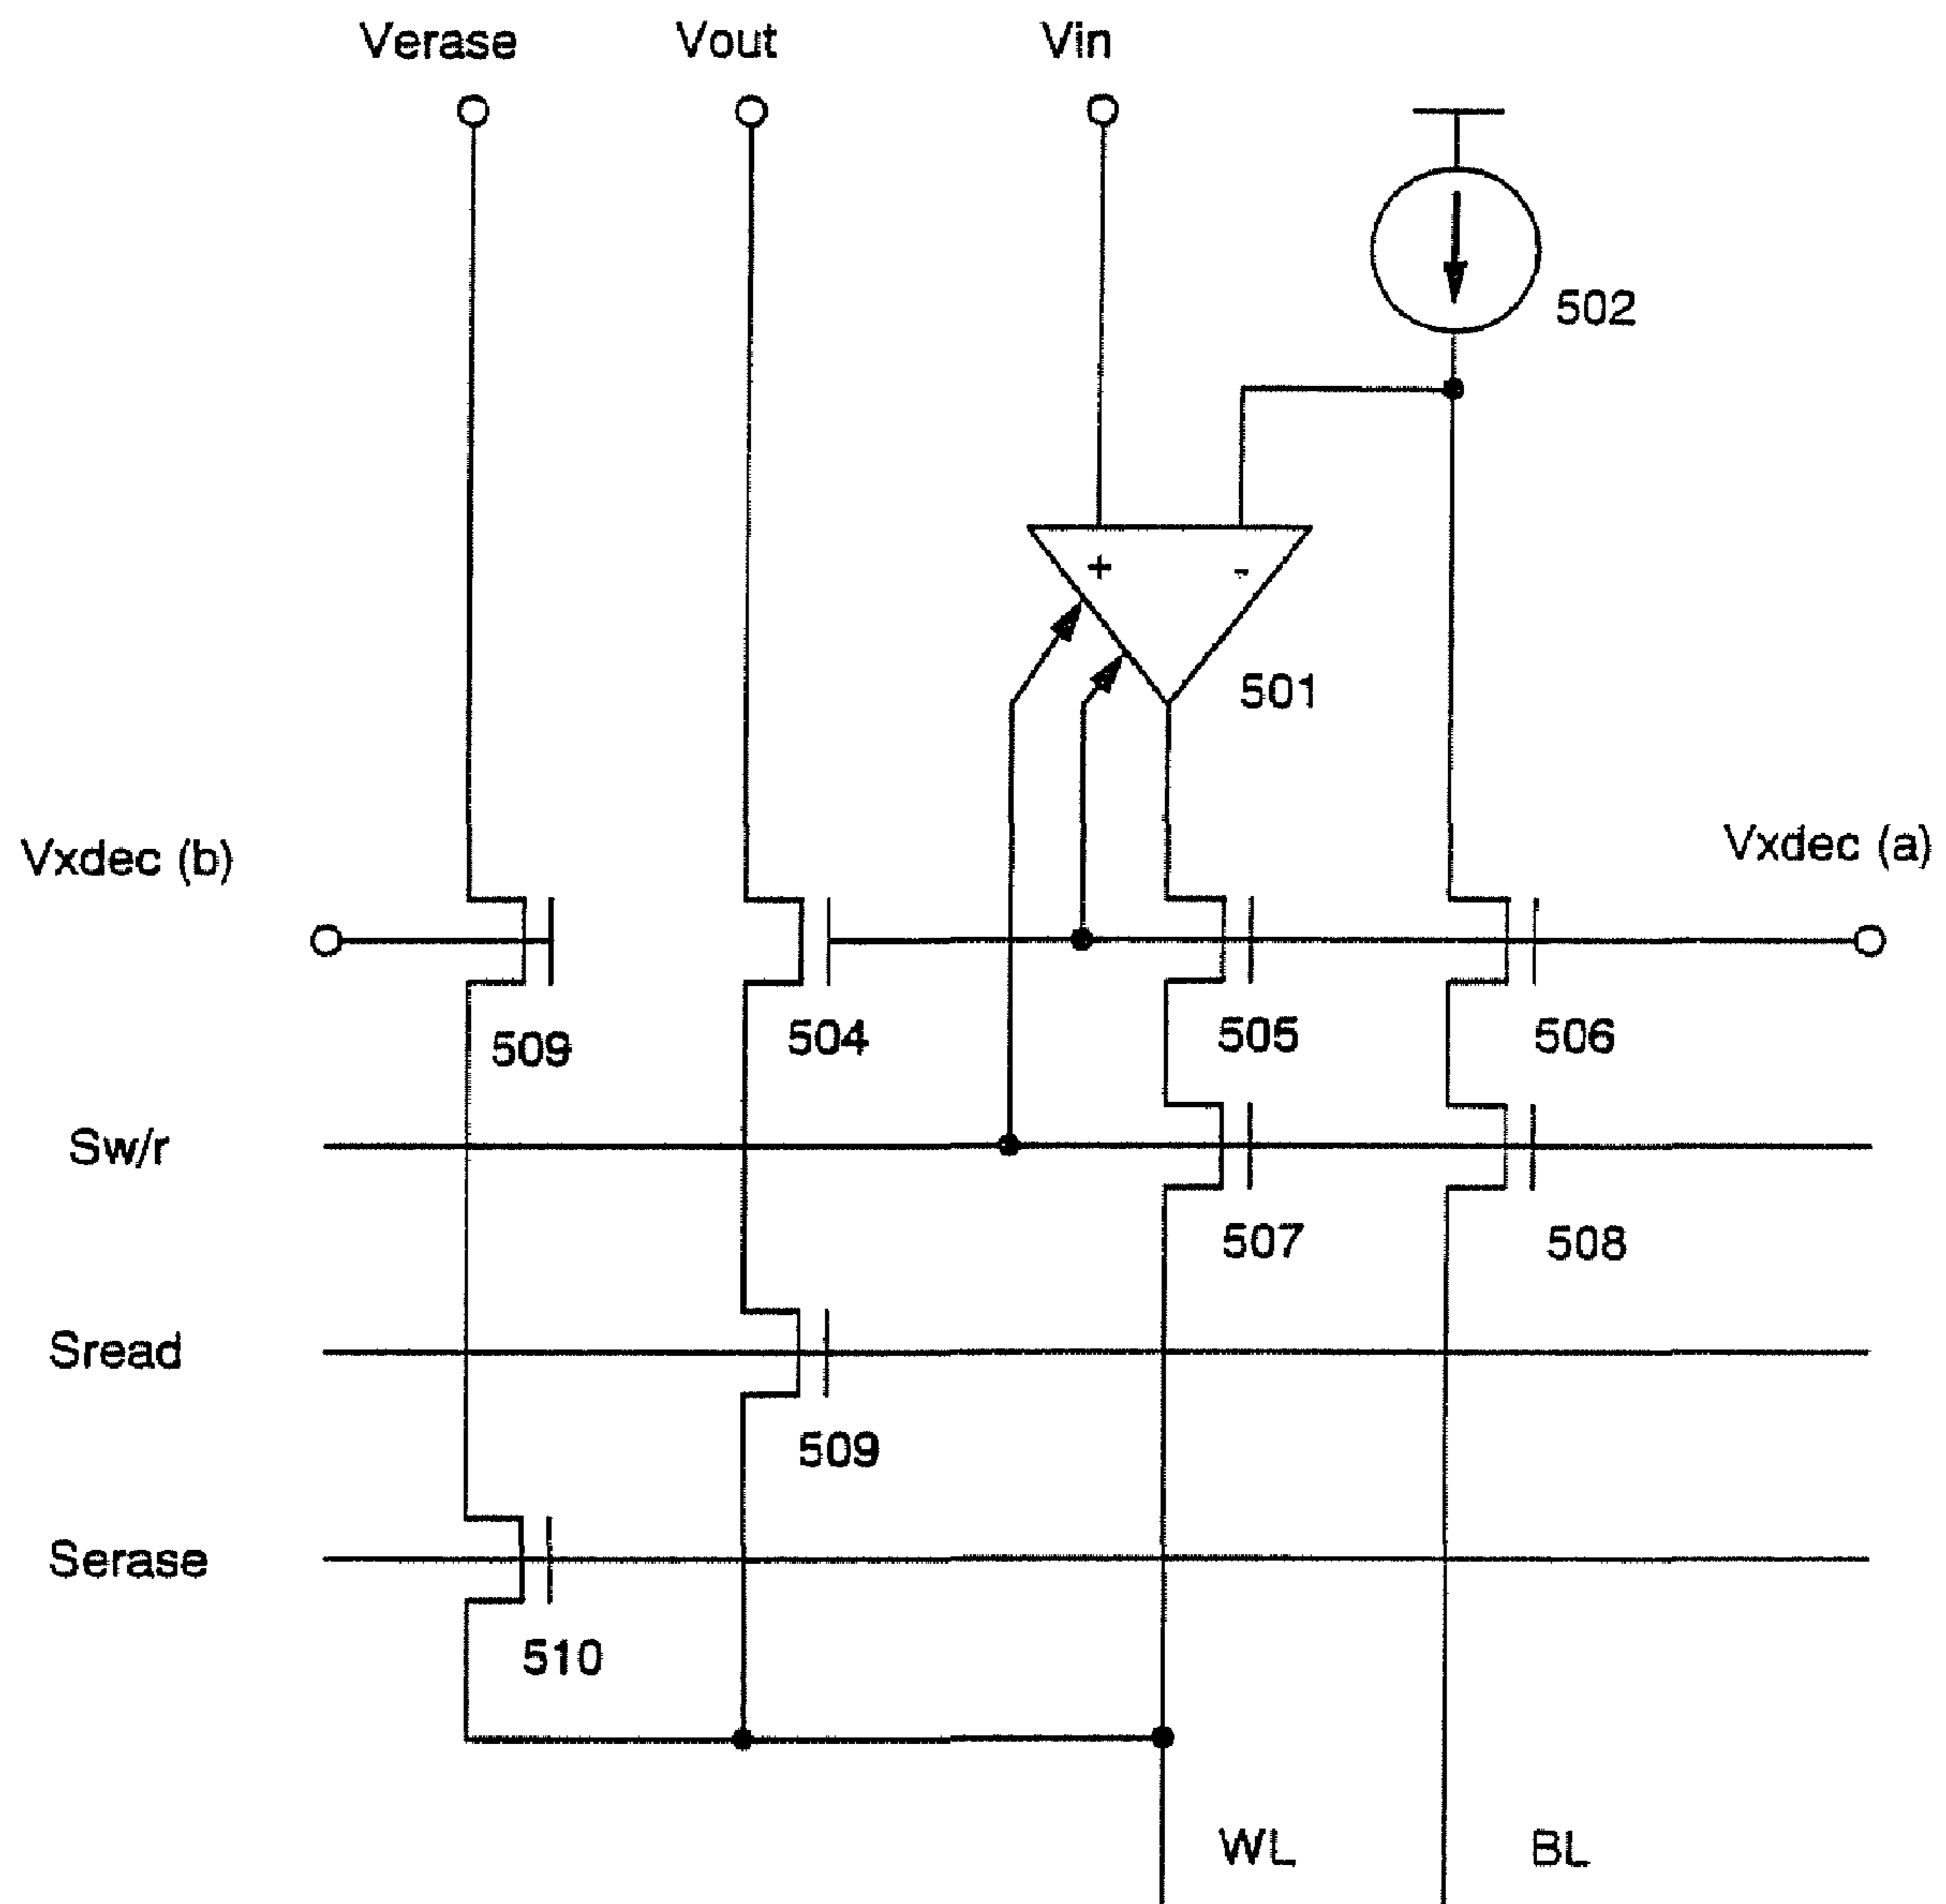 Verase Vout Vin
502
+ -
501
Vxdec (b) Vxdec (a)
509 504 505 506
Sw/r
507 508
Sread
509
Serase
510
WL BL